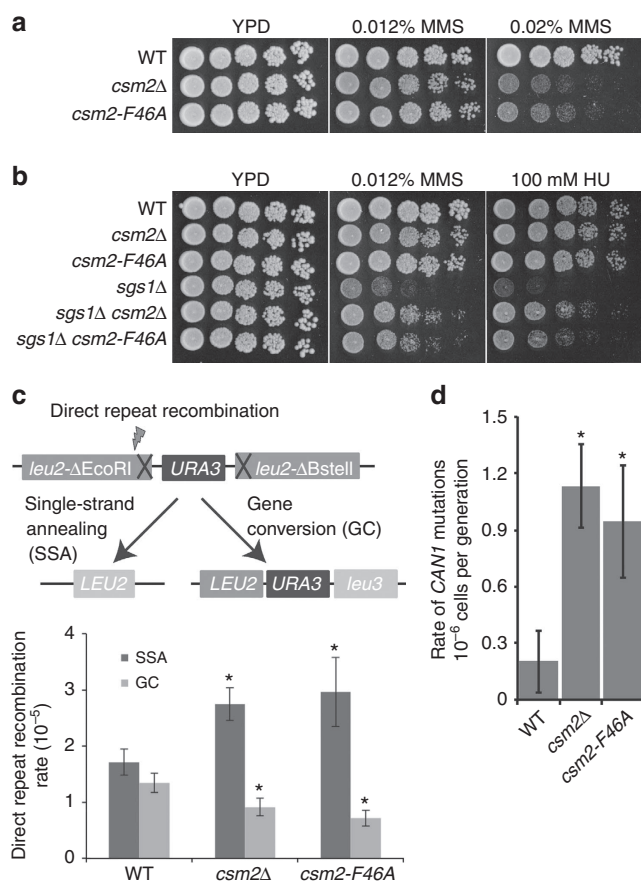 a
YPD 0.012% MMS 0.02% MMS
WT
csm2Δ
csm2-F46A
b
YPD 0.012% MMS 100 mM HU
WT
csm2Δ
csm2-F46A
sgs1Δ
sgs1Δ csm2Δ
sgs1Δ csm2-F46A
c
Direct repeat recombination
leu2-ΔEcoRI URA3 leu2-ΔBstell
Single-strand
annealing
(SSA)
Gene
conversion (GC)
LEU2
LEU2 URA3 leu3
Direct repeat recombination
rate (10⁻⁵)
4
3
2
1
0
SSA
GC
* * * *
WT csm2Δ csm2-F46A
d
Rate of CAN1 mutations
10⁻⁶ cells per generation
1.5
1.2
0.9
0.6
0.3
0
* *
WT
csm2Δ
csm2-F46A